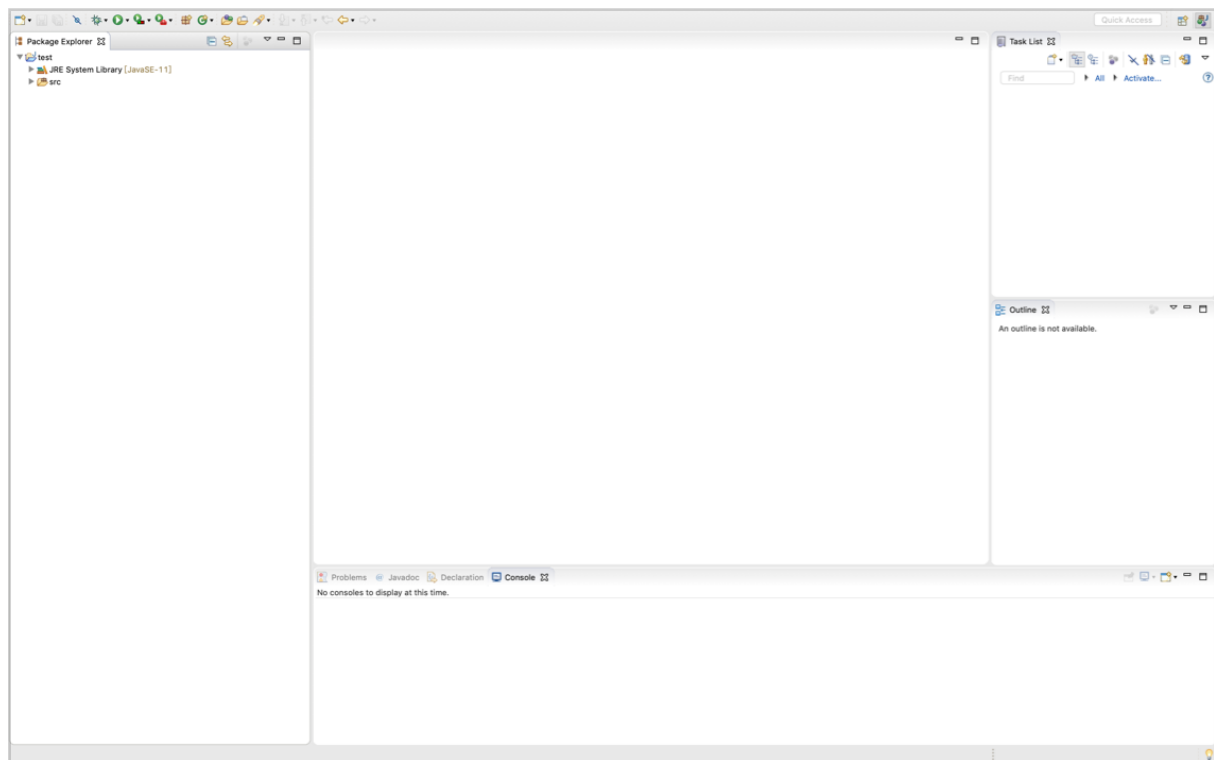 Quick Access
Package Explorer
test
JRE System Library [JavaSE-11]
src
Task List
Find
All
Activate...
Outline
An outline is not available.
Problems
Javadoc
Declaration
Console
No consoles to display at this time.